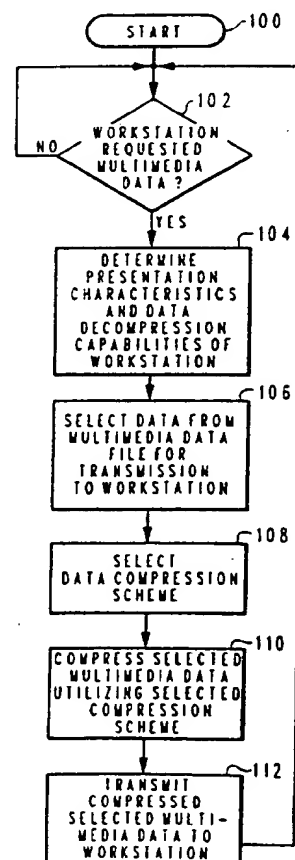 START
100
102
WORKSTATION
REQUESTED
MULTIMEDIA
DATA?
NO
YES
104
DETERMINE
PRESENTATION
CHARACTERISTICS
AND DATA
DECOMPRESSION
CAPABILITIES OF
WORKSTATION
106
SELECT DATA FROM
MULTIMEDIA DATA
FILE FOR
TRANSMISSION
TO WORKSTATION
108
SELECT
DATA COMPRESSION
SCHEME
110
COMPRESS SELECTED
MULTIMEDIA DATA
UTILIZING SELECTED
COMPRESSION
SCHEME
112
TRANSMIT
COMPRESSED
SELECTED MULTI-
MEDIA DATA TO
WORKSTATION